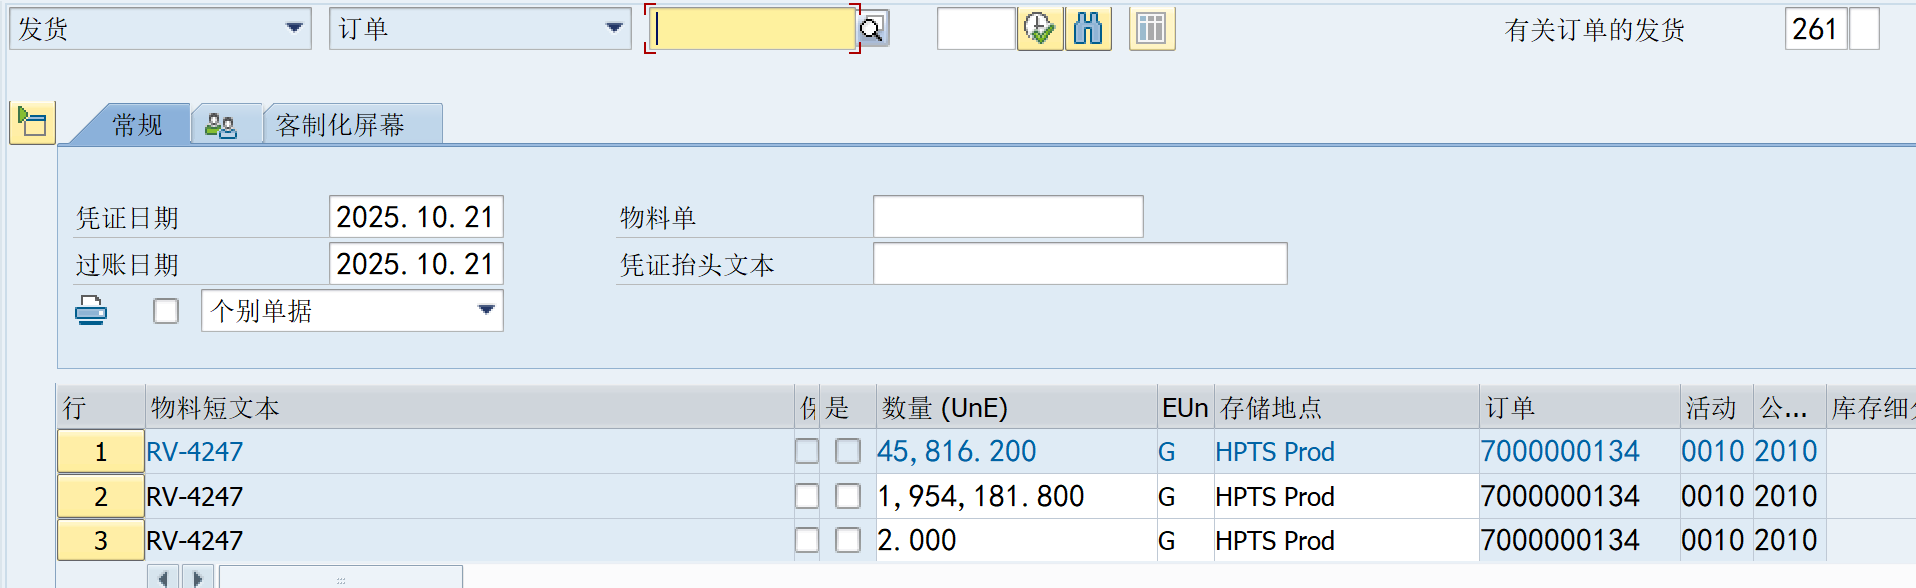 发货 订单 有关订单的发货 261
常规 客制化屏幕
凭证日期 2025.10.21 物料单
过账日期 2025.10.21 凭证抬头文本
个别单据
行 物料短文本 是 数量 (UnE) EUn 存储地点 订单 活动 公... 库存细
1 RV-4247 45,816.200 G HPTS Prod 7000000134 0010 2010
2 RV-4247 1,954,181.800 G HPTS Prod 7000000134 0010 2010
3 RV-4247 2.000 G HPTS Prod 7000000134 0010 2010